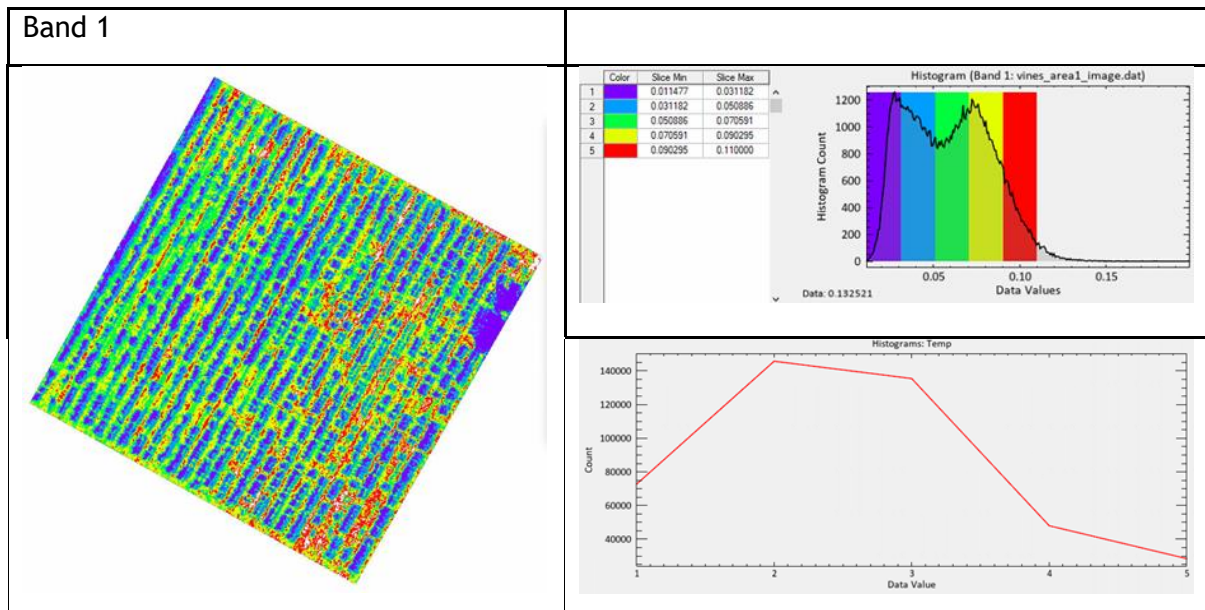 Band 1
Color Slice Min Slice Max
1 0.011477 0.031182
2 0.031182 0.050886
3 0.050886 0.070591
4 0.070591 0.090295
5 0.090295 0.110000
Histogram (Band 1: vines_area1_image.dat)
Histogram Count
1200
1000
800
600
400
200
0
0.05 0.10 0.15
Data Values
Data: 0.132521
Histograms: Temp
Count
140000
120000
100000
80000
60000
40000
1 2 3 4 5
Data Value